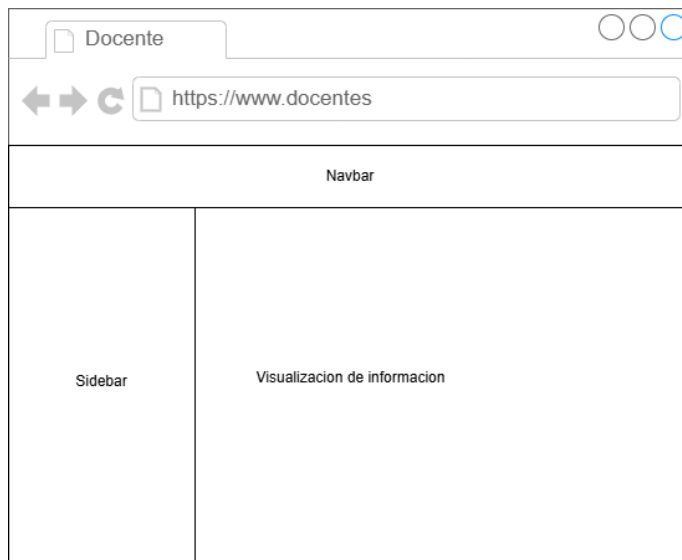 Docente
https://www.docentes
Navbar
Sidebar
Visualizacion de informacion